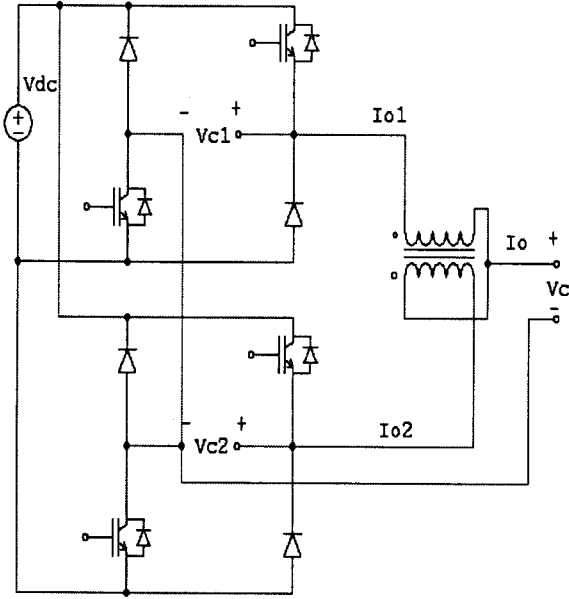 Vdc
+
-
- Vc1 +
Io1
Io +
Vc
-
- Vc2 +
Io2